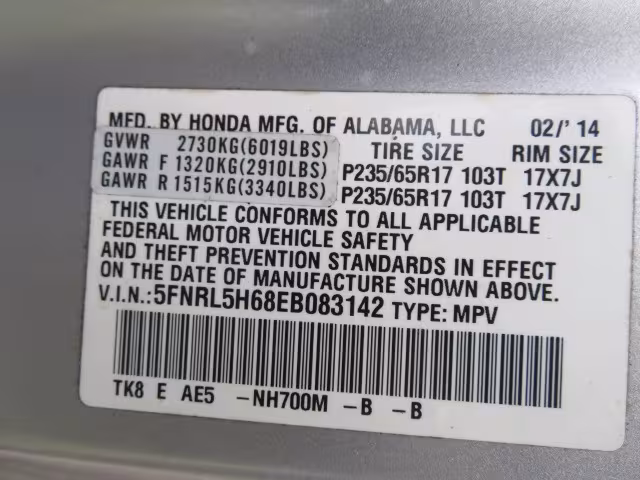 MFD. BY HONDA MFG. OF ALABAMA, LLC 02/'14
GVWR 2730KG(6019LBS) TIRE SIZE RIM SIZE
GAWR F 1320KG(2910LBS) P235/65R17 103T 17X7J
GAWR R 1515KG(3340LBS) P235/65R17 103T 17X7J
THIS VEHICLE CONFORMS TO ALL APPLICABLE
FEDERAL MOTOR VEHICLE SAFETY
AND THEFT PREVENTION STANDARDS IN EFFECT
ON THE DATE OF MANUFACTURE SHOWN ABOVE.
V.I.N.:5FNRL5H68EB083142 TYPE: MPV
TK8 E AE5 -NH700M -B -B